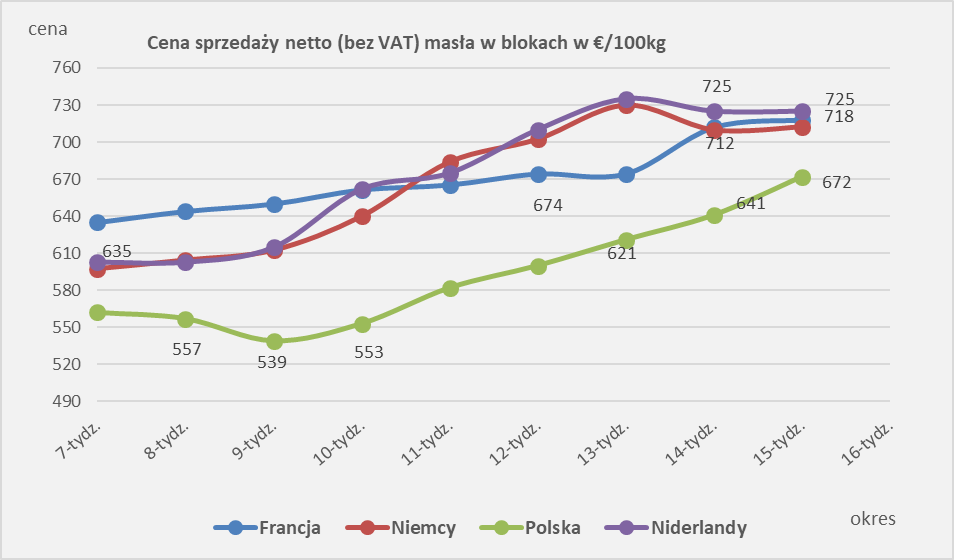 cena
Cena sprzedaży netto (bez VAT) masła w blokach w €/100kg
760
730
700
670
640
610
580
550
520
490
635
557
539
553
674
621
725
712
641
725
718
672
7-tydz.
8-tydz.
9-tydz.
10-tydz.
11-tydz.
12-tydz.
13-tydz.
14-tydz.
15-tydz.
16-tydz.
okres
Francja Niemcy Polska Niderlandy